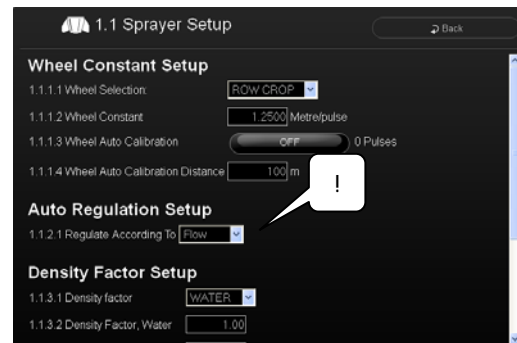 1.1 Sprayer Setup
Back
Wheel Constant Setup
1.1.1.1 Wheel Selection: ROW CROP
1.1.1.2 Wheel Constant 1.2500 Metre/pulse
1.1.1.3 Wheel Auto Calibration OFF 0 Pulses
1.1.1.4 Wheel Auto Calibration Distance 100 m
!
Auto Regulation Setup
1.1.2.1 Regulate According To Flow
Density Factor Setup
1.1.3.1 Density factor WATER
1.1.3.2 Density Factor, Water 1.00